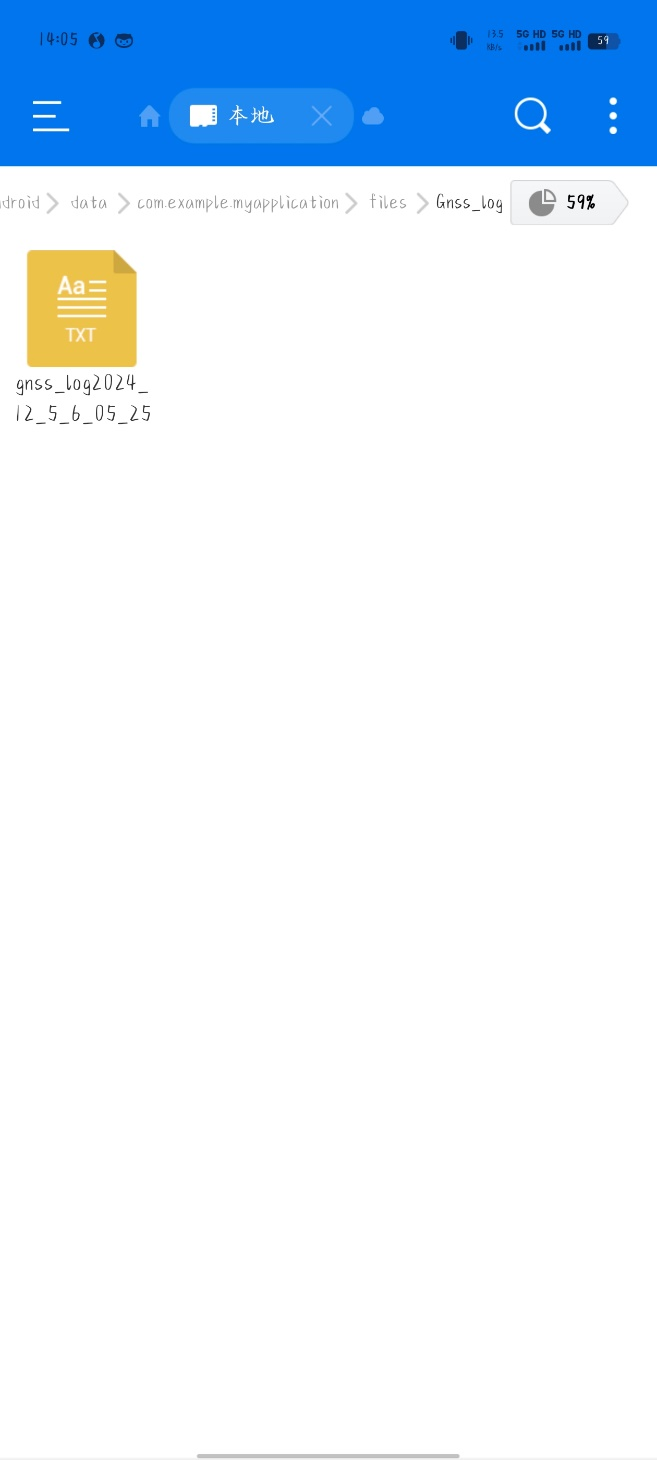 14:05
13.5 KB/s 5G HD 5G HD 59
本地
droid data com.example.myapplication files Gnss_log 59%
Aa
TXT
gnss_log2024_
12_5_6_05_25